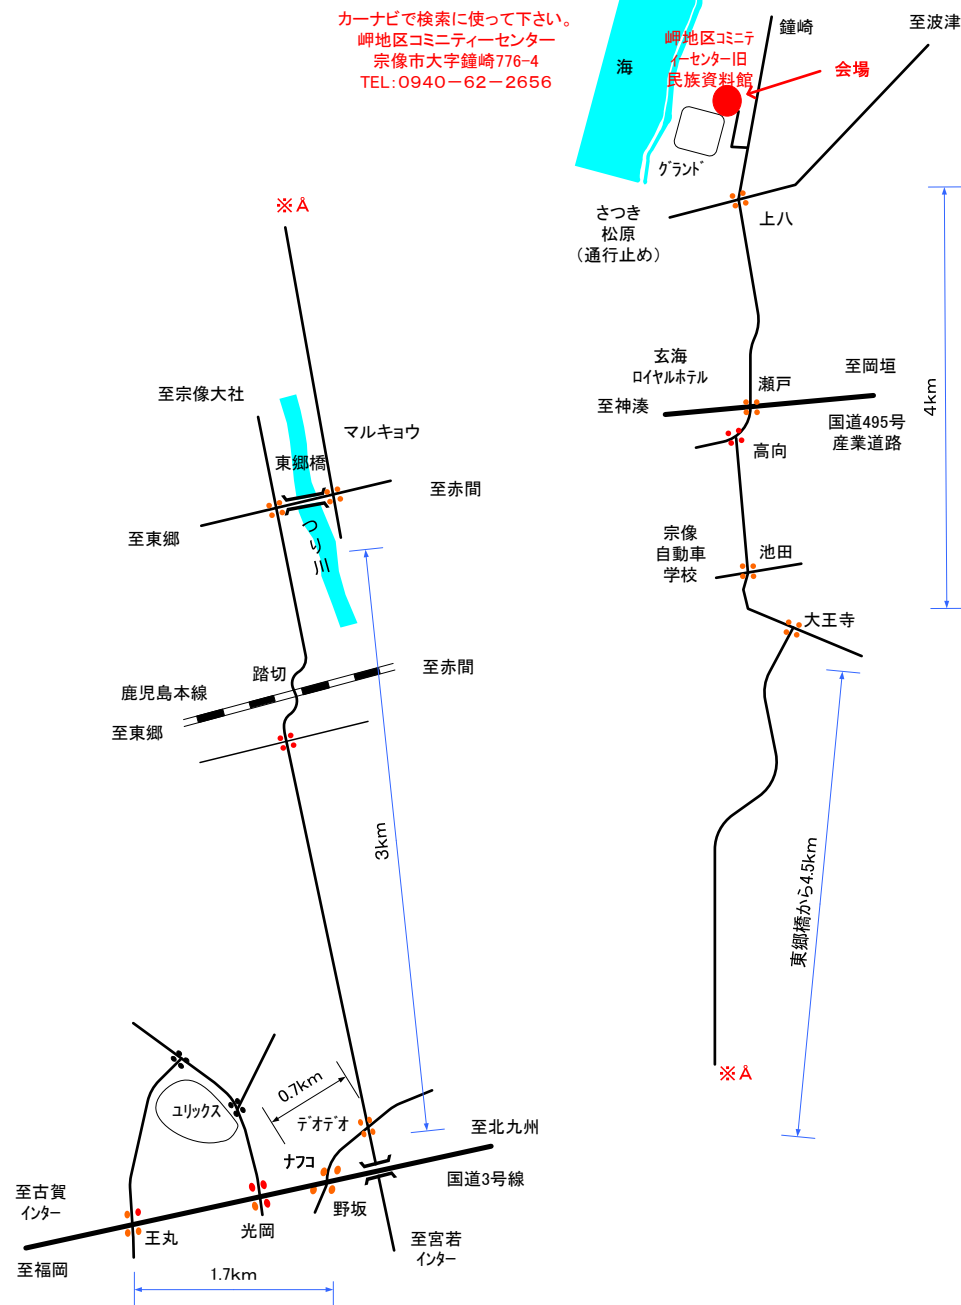 カーナビで検索に使って下さい。
岬地区コミニティーセンター
宗像市大字鐘崎776-4
TEL:0940-62-2656
海
岬地区コミニテ
ィーセンター旧
民族資料館
会場
鐘崎
至波津
グランド
さつき
松原
(通行止め)
上八
※Å
玄海
ロイヤルホテル
瀬戸
至岡垣
至神湊
国道495号
産業道路
高向
4km
至宗像大社
マルキョウ
東郷橋
至赤間
至東郷
つり川
宗像
自動車
学校
池田
大王寺
踏切
至赤間
鹿児島本線
至東郷
3km
東郷橋から4.5km
※Å
ユリックス
0.7km
デオデオ
ナフコ
至北九州
国道3号線
至古賀
インター
野坂
光岡
王丸
至宮若
インター
至福岡
1.7km